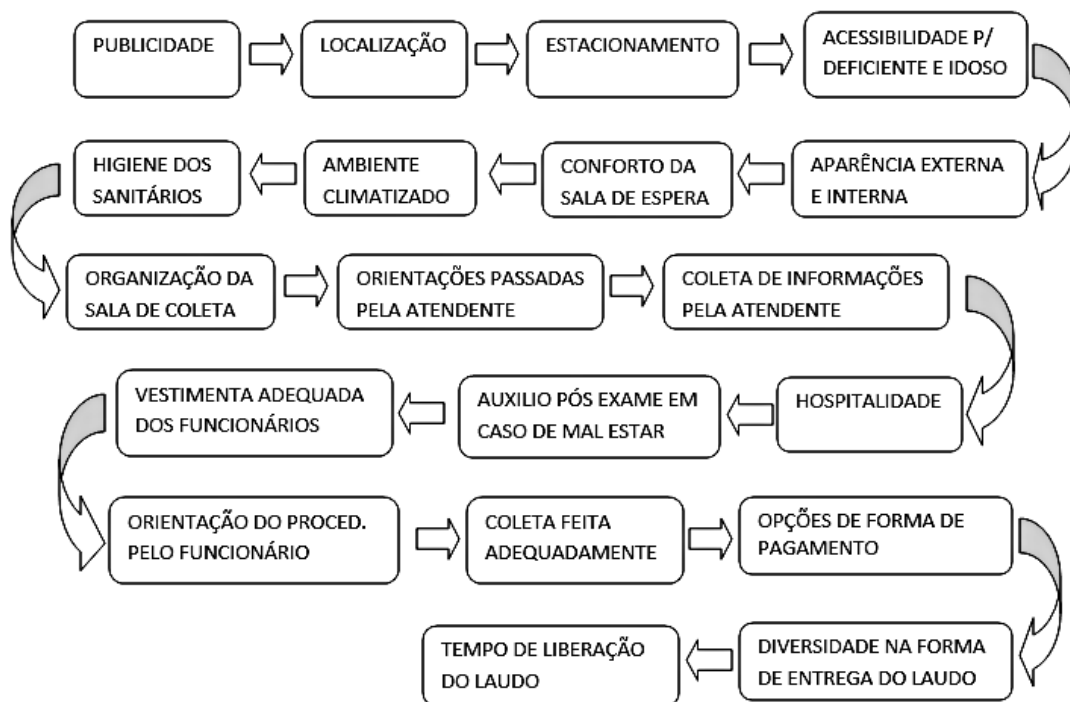 PUBLICIDADE
LOCALIZAÇÃO
ESTACIONAMENTO
ACESSIBILIDADE P/
DEFICIENTE E IDOSO
APARÊNCIA EXTERNA
E INTERNA
CONFORTO DA
SALA DE ESPERA
AMBIENTE
CLIMATIZADO
HIGIENE DOS
SANITÁRIOS
ORGANIZAÇÃO DA
SALA DE COLETA
ORIENTAÇÕES PASSADAS
PELA ATENDENTE
COLETA DE INFORMAÇÕES
PELA ATENDENTE
HOSPITALIDADE
AUXILIO PÓS EXAME EM
CASO DE MAL ESTAR
VESTIMENTA ADEQUADA
DOS FUNCIONÁRIOS
ORIENTAÇÃO DO PROCED.
PELO FUNCIONÁRIO
COLETA FEITA
ADEQUADAMENTE
OPÇÕES DE FORMA DE
PAGAMENTO
DIVERSIDADE NA FORMA
DE ENTREGA DO LAUDO
TEMPO DE LIBERAÇÃO
DO LAUDO